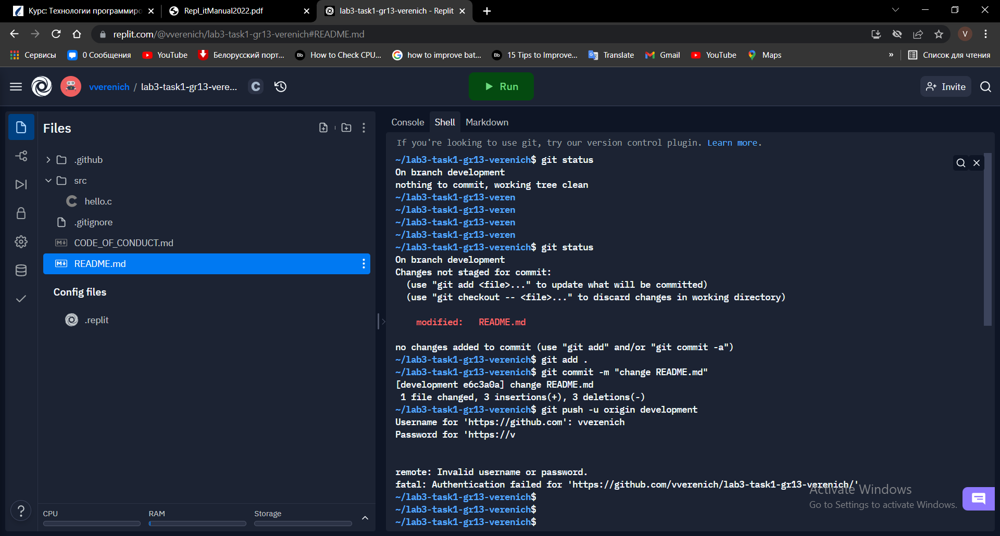 Курс: Технологии программиро
Repl_itManual2022.pdf
lab3-task1-gr13-verenich - Replit
replit.com/@vverenich/lab3-task1-gr13-verenich#README.md
V
Сервисы
0 Сообщения
YouTube
Белорусский порт...
Bb
How to Check CPU...
how to improve bat...
Bb
15 Tips to Improve...
Translate
Gmail
YouTube
Maps
»
Список для чтения
vverenich / lab3-task1-gr13-vere...
C
Run
Invite
Files
.github
src
hello.c
.gitignore
CODE_OF_CONDUCT.md
README.md
Config files
.replit
CPU
RAM
Storage
?
Console
Shell
Markdown
If you're looking to use git, try our version control plugin. Learn more.
~/lab3-task1-gr13-verenich$ git status
On branch development
nothing to commit, working tree clean
~/lab3-task1-gr13-veren
~/lab3-task1-gr13-veren
~/lab3-task1-gr13-veren
~/lab3-task1-gr13-veren
~/lab3-task1-gr13-verenich$ git status
On branch development
Changes not staged for commit:
(use "git add <file>..." to update what will be committed)
(use "git checkout -- <file>..." to discard changes in working directory)
modified:   README.md
no changes added to commit (use "git add" and/or "git commit -a")
~/lab3-task1-gr13-verenich$ git add .
~/lab3-task1-gr13-verenich$ git commit -m "change README.md"
[development e6c3a0a] change README.md
1 file changed, 3 insertions(+), 3 deletions(-)
~/lab3-task1-gr13-verenich$ git push -u origin development
Username for 'https://github.com': vverenich
Password for 'https://v
remote: Invalid username or password.
fatal: Authentication failed for 'https://github.com/vverenich/lab3-task1-gr13-verenich/'
~/lab3-task1-gr13-verenich$
~/lab3-task1-gr13-verenich$
~/lab3-task1-gr13-verenich$
Activate Windows
Go to Settings to activate Windows.